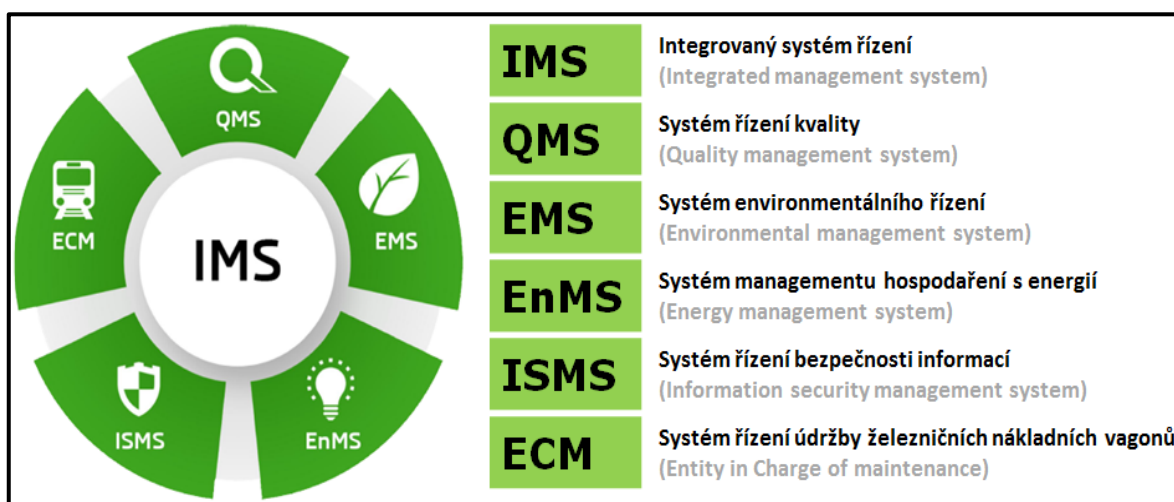 QMS
ECM
EMS
IMS
ISMS
EnMS
IMS
Integrovaný systém řízení
(Integrated management system)
QMS
Systém řízení kvality
(Quality management system)
EMS
Systém environmentálního řízení
(Environmental management system)
EnMS
Systém managementu hospodaření s energií
(Energy management system)
ISMS
Systém řízení bezpečnosti informací
(Information security management system)
ECM
Systém řízení údržby železničních nákladních vagonů
(Entity in Charge of maintenance)